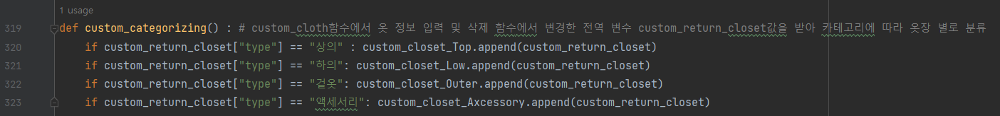 1 usage
319 def custom_categorizing() : # custom_cloth함수에서 옷 정보 입력 및 삭제 함수에서 변경한 전역 변수 custom_return_closet값을 받아 카테고리에 따라 옷장 별로 분류
320 if custom_return_closet["type"] == "상의" : custom_closet_Top.append(custom_return_closet)
321 if custom_return_closet["type"] == "하의": custom_closet_Low.append(custom_return_closet)
322 if custom_return_closet["type"] == "겉옷": custom_closet_Outer.append(custom_return_closet)
323 if custom_return_closet["type"] == "액세서리": custom_closet_Axcessory.append(custom_return_closet)